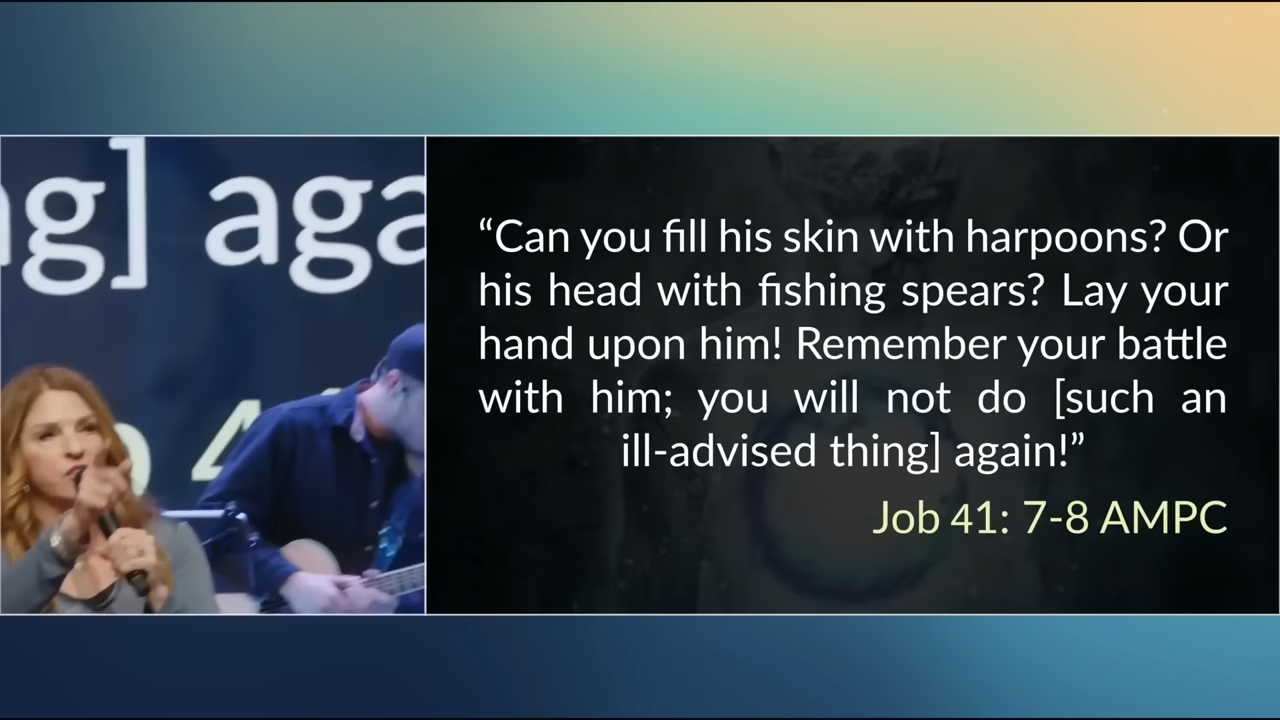 ng] aga
4
“Can you fill his skin with harpoons? Or
his head with fishing spears? Lay your
hand upon him! Remember your battle
with him; you will not do [such an
ill-advised thing] again!”
Job 41: 7-8 AMPC